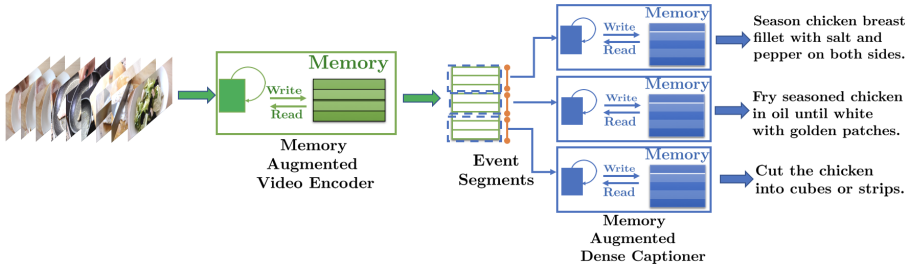 Memory
Write
Read
Memory
Augmented
Video Encoder
Event
Segments
Memory
Write
Read
Season chicken breast
fillet with salt and
pepper on both sides.
Memory
Write
Read
Fry seasoned chicken
in oil until white
with golden patches.
Memory
Write
Read
Cut the chicken
into cubes or strips.
Memory
Augmented
Dense Captioner